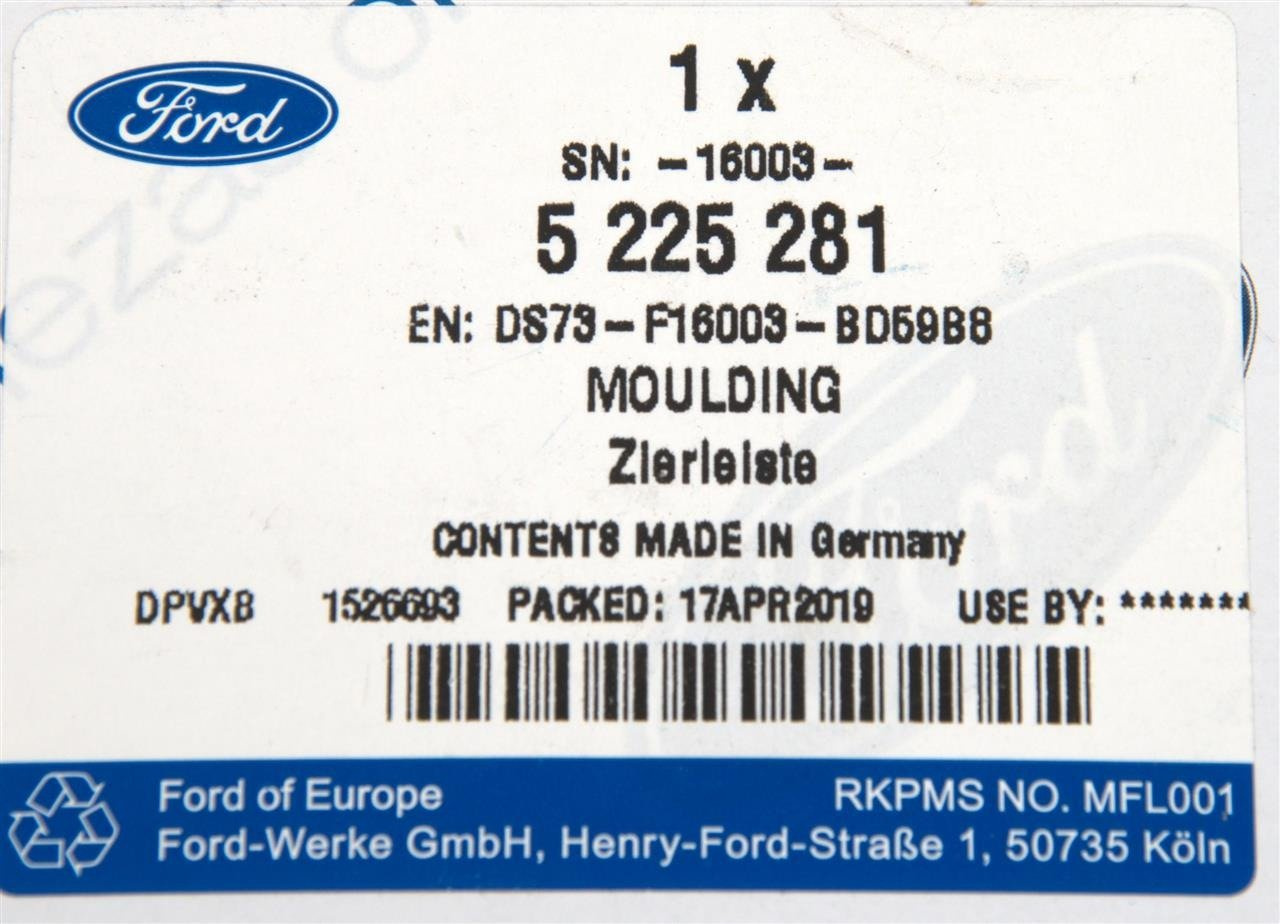 Ford
1 x
SN: -16003-
5 225 281
EN: DS73-F16003-BD59B8
MOULDING
Zierleiste
CONTENTS MADE IN Germany
DPVXB 1526693 PACKED: 17APR2019 USE BY: *******
Ford of Europe RKPMS NO. MFL001
Ford-Werke GmbH, Henry-Ford-Straße 1, 50735 Köln
Ford